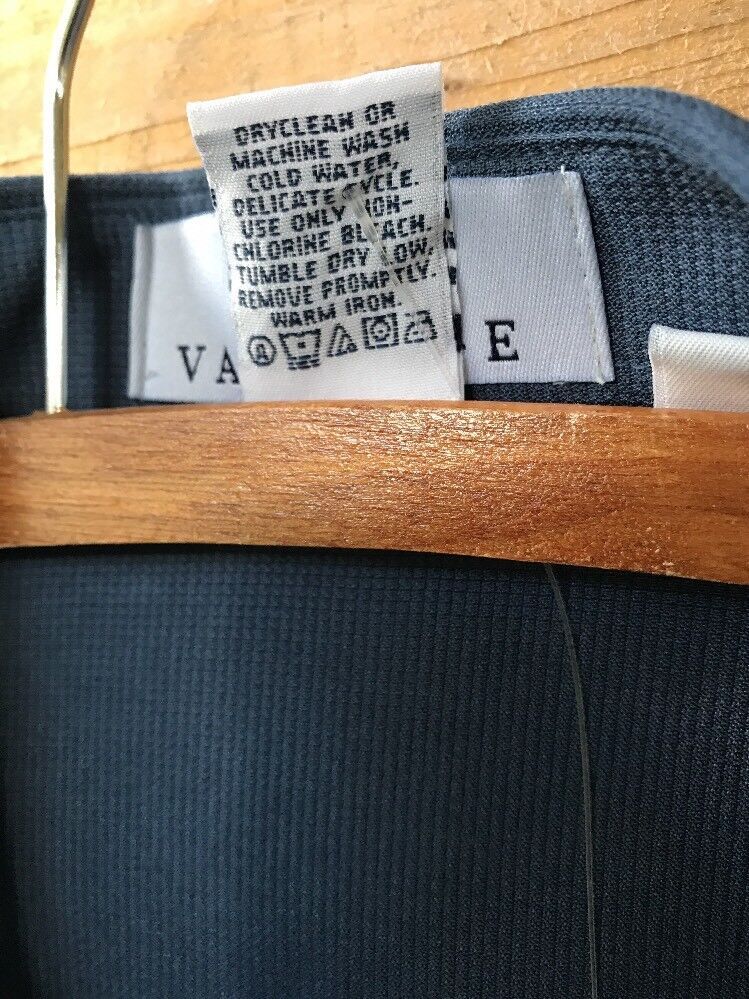 DRYCLEAN OR
MACHINE WASH
COLD WATER,
DELICATE CYCLE.
USE ONLY NON-
CHLORINE BLEACH.
TUMBLE DRY LOW.
REMOVE PROMPTLY.
WARM IRON.
VA E